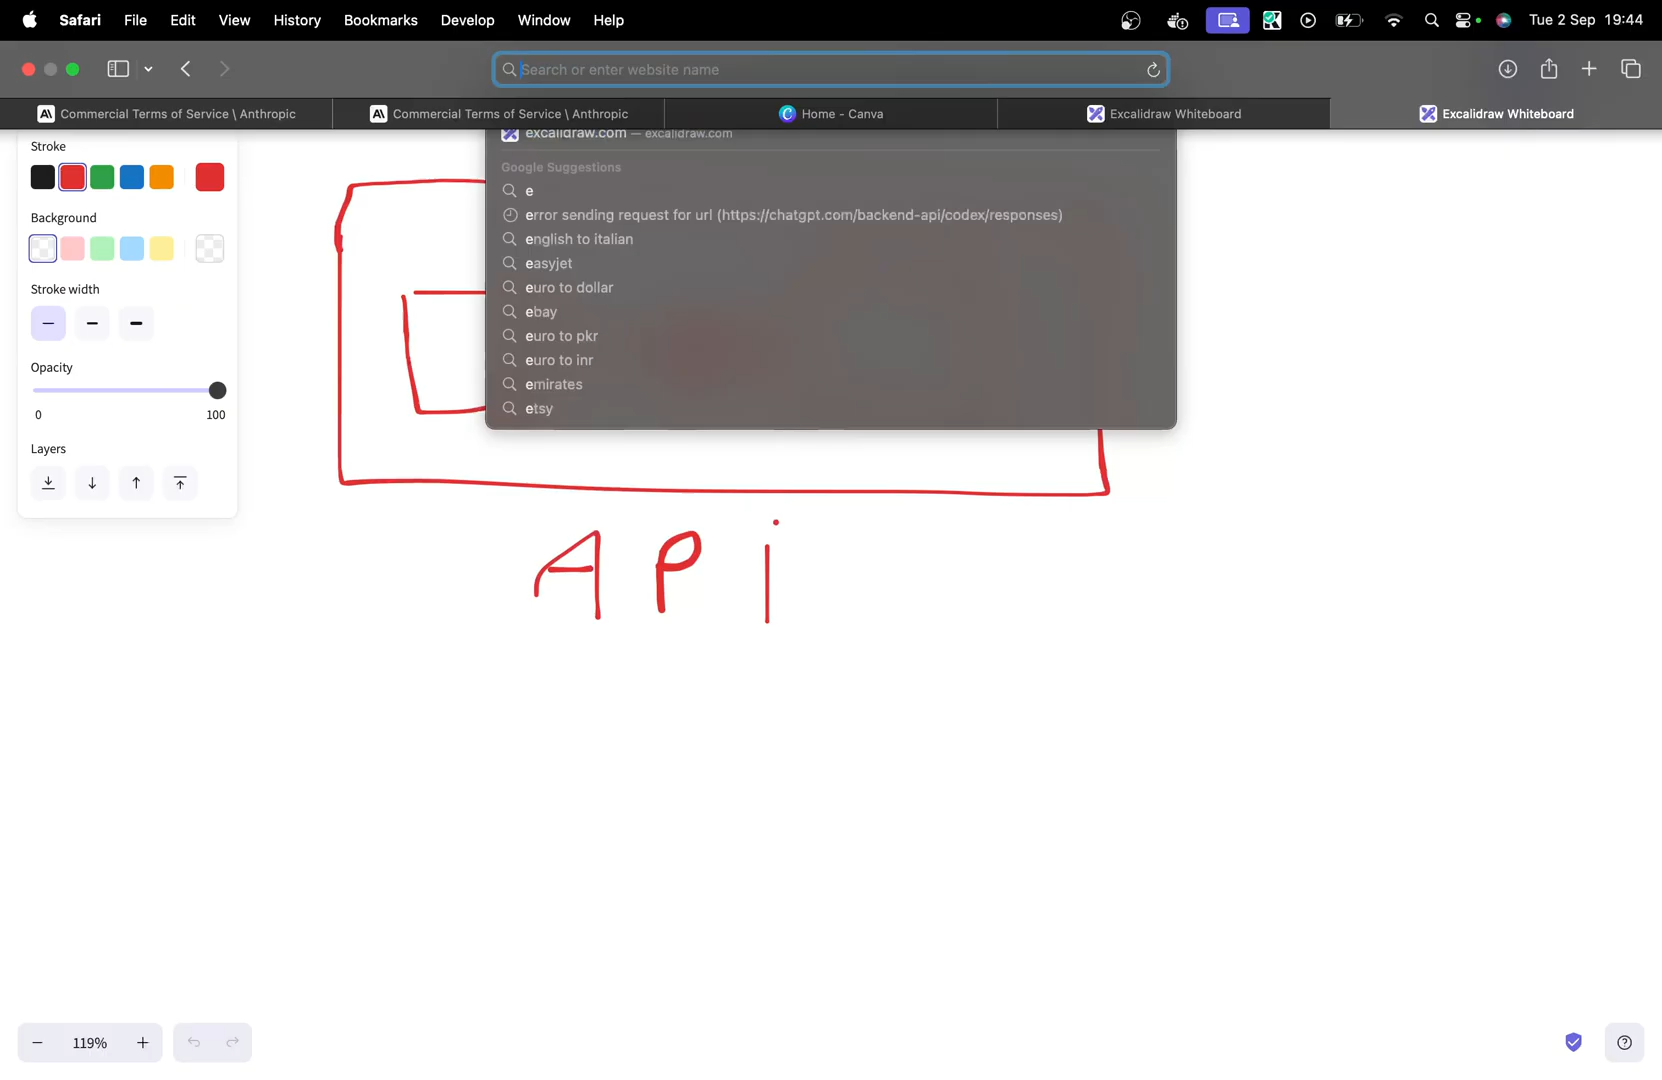 Safari File Edit View History Bookmarks Develop Window Help Tue 2 Sep 19:44
Search or enter website name
Commercial Terms of Service \ Anthropic
Commercial Terms of Service \ Anthropic
Home - Canva
Excalidraw Whiteboard
Excalidraw Whiteboard
excalidraw.com — excalidraw.com
Google Suggestions
e
error sending request for url (https://chatgpt.com/backend-api/codex/responses)
english to italian
easyjet
euro to dollar
ebay
euro to pkr
euro to inr
emirates
etsy
Stroke
Background
Stroke width
Opacity
0 100
Layers
A P i
119%